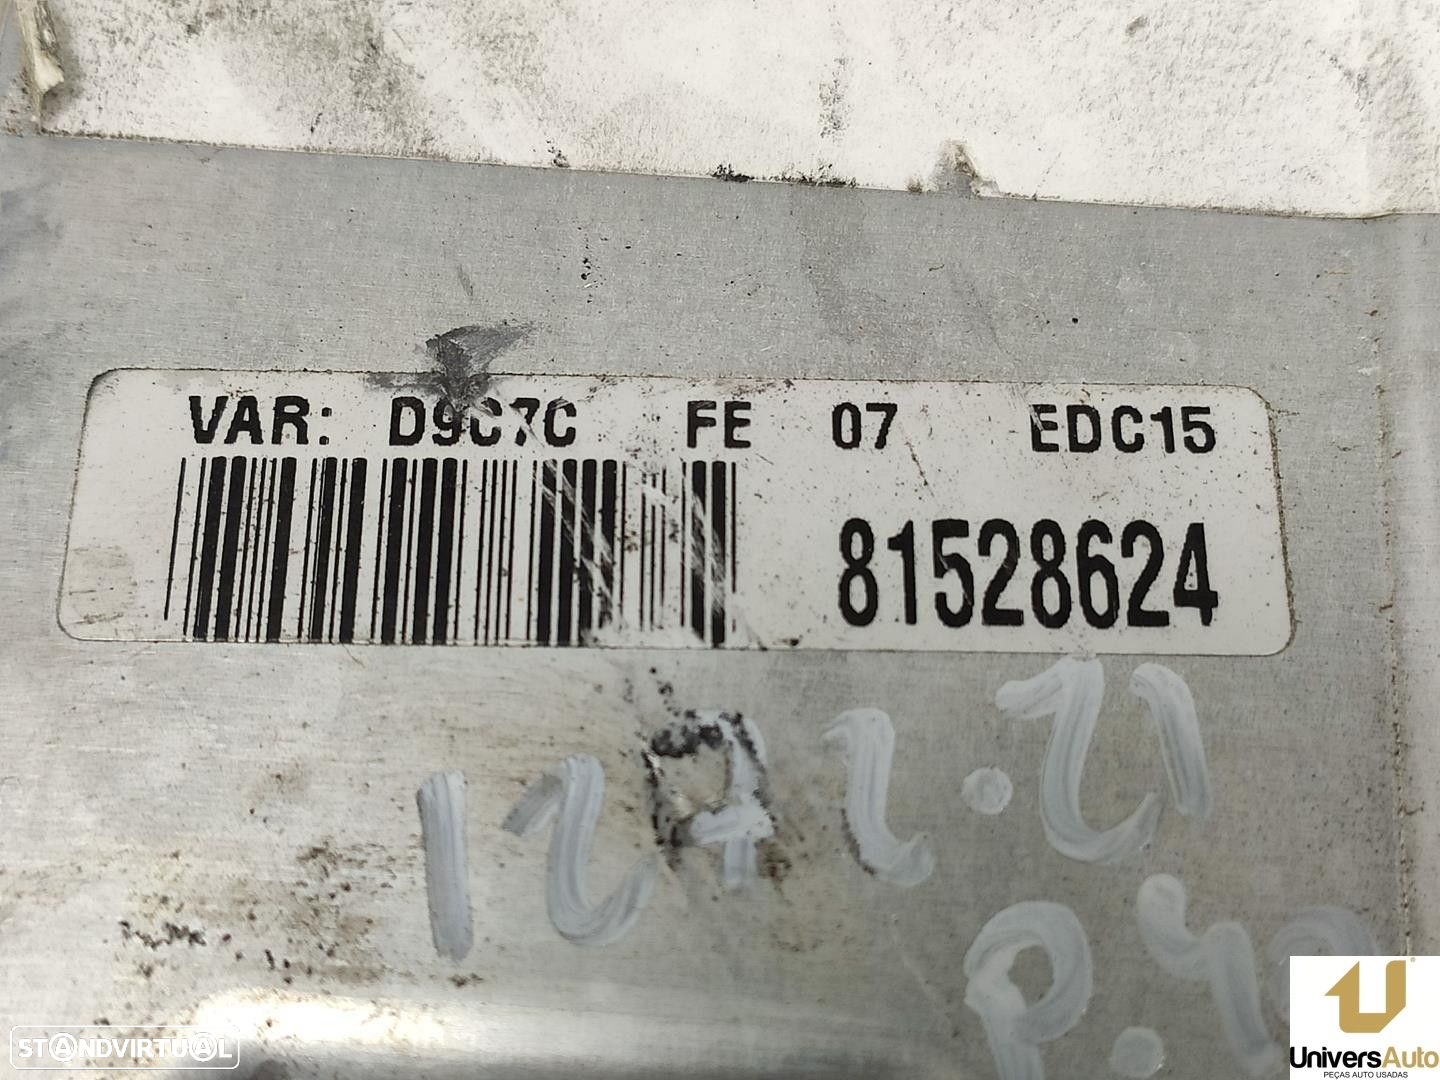 VAR: D9C7C FE 07 EDC15
81528624
STANDVIRTUAL
UniversAuto
PEÇAS AUTO USADAS